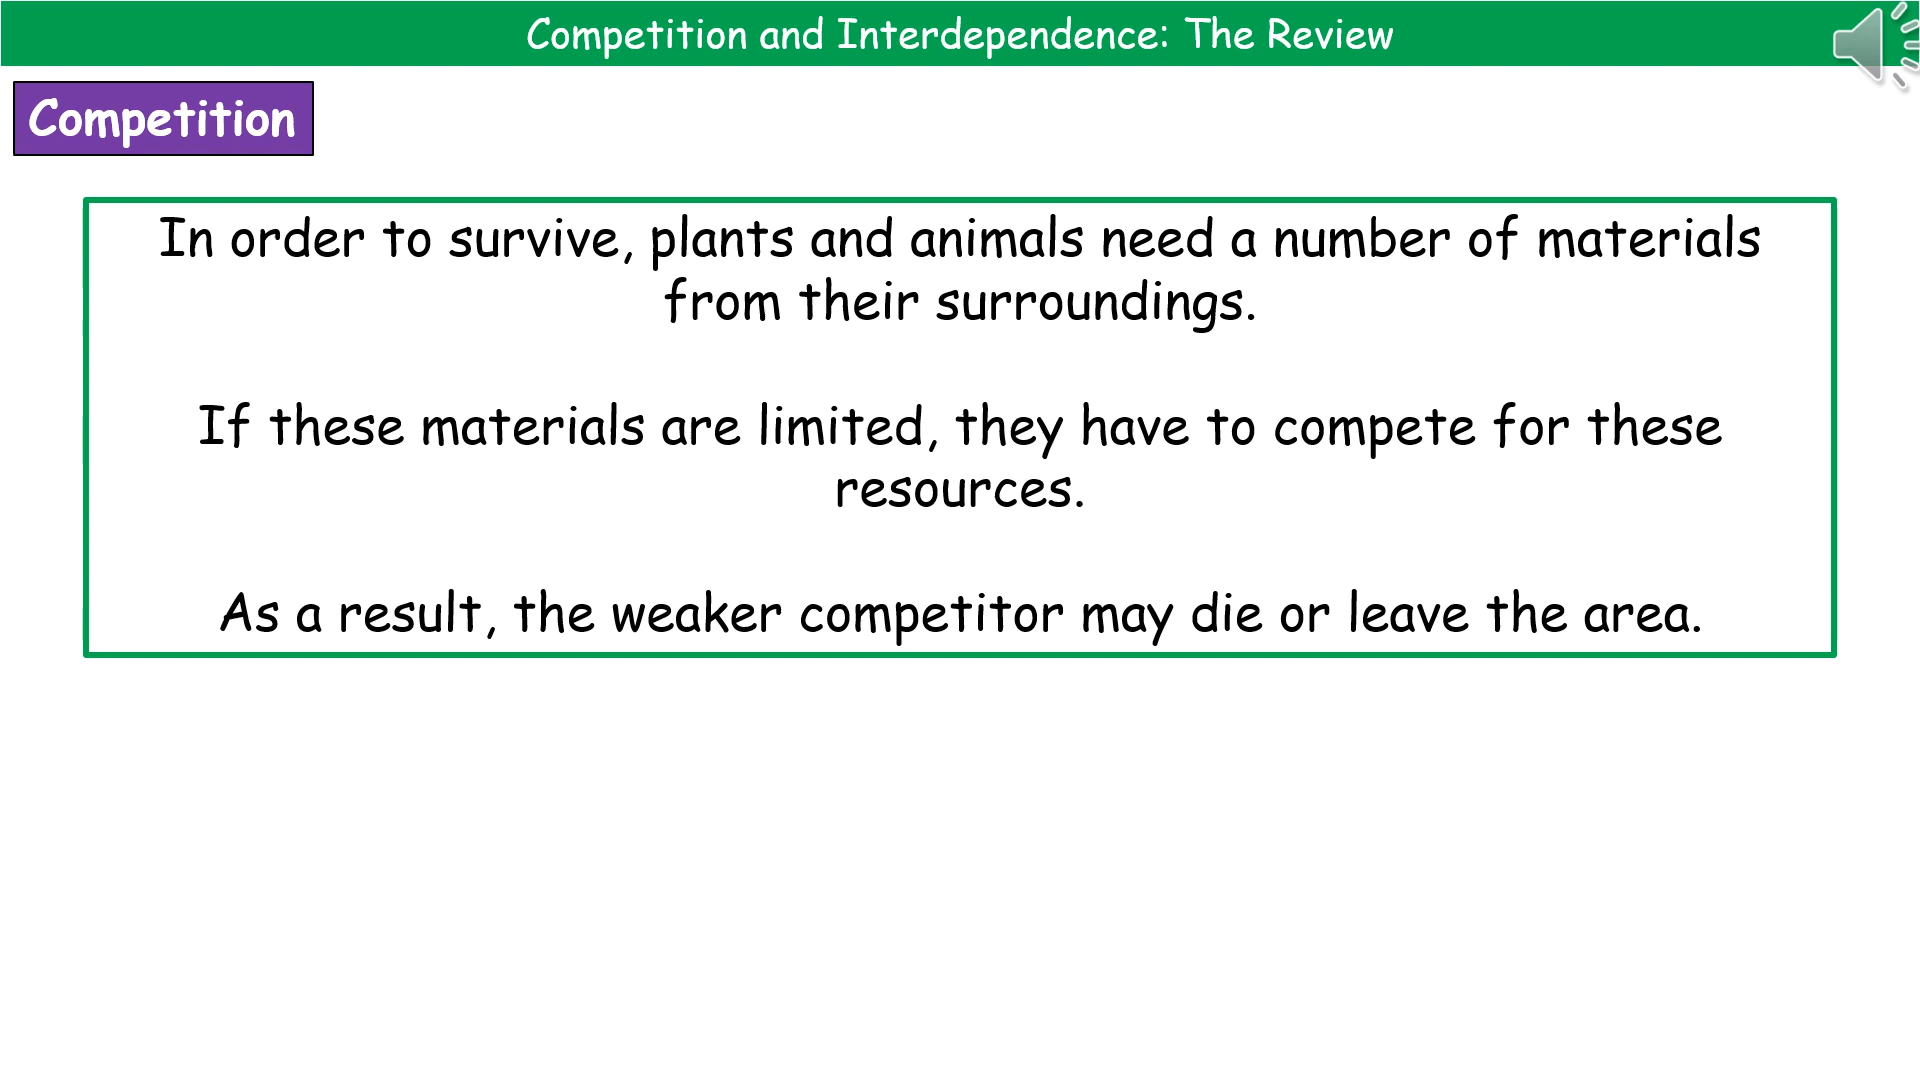 Competition and Interdependence: The Review
Competition
In order to survive, plants and animals need a number of materials
from their surroundings.
If these materials are limited, they have to compete for these
resources.
As a result, the weaker competitor may die or leave the area.